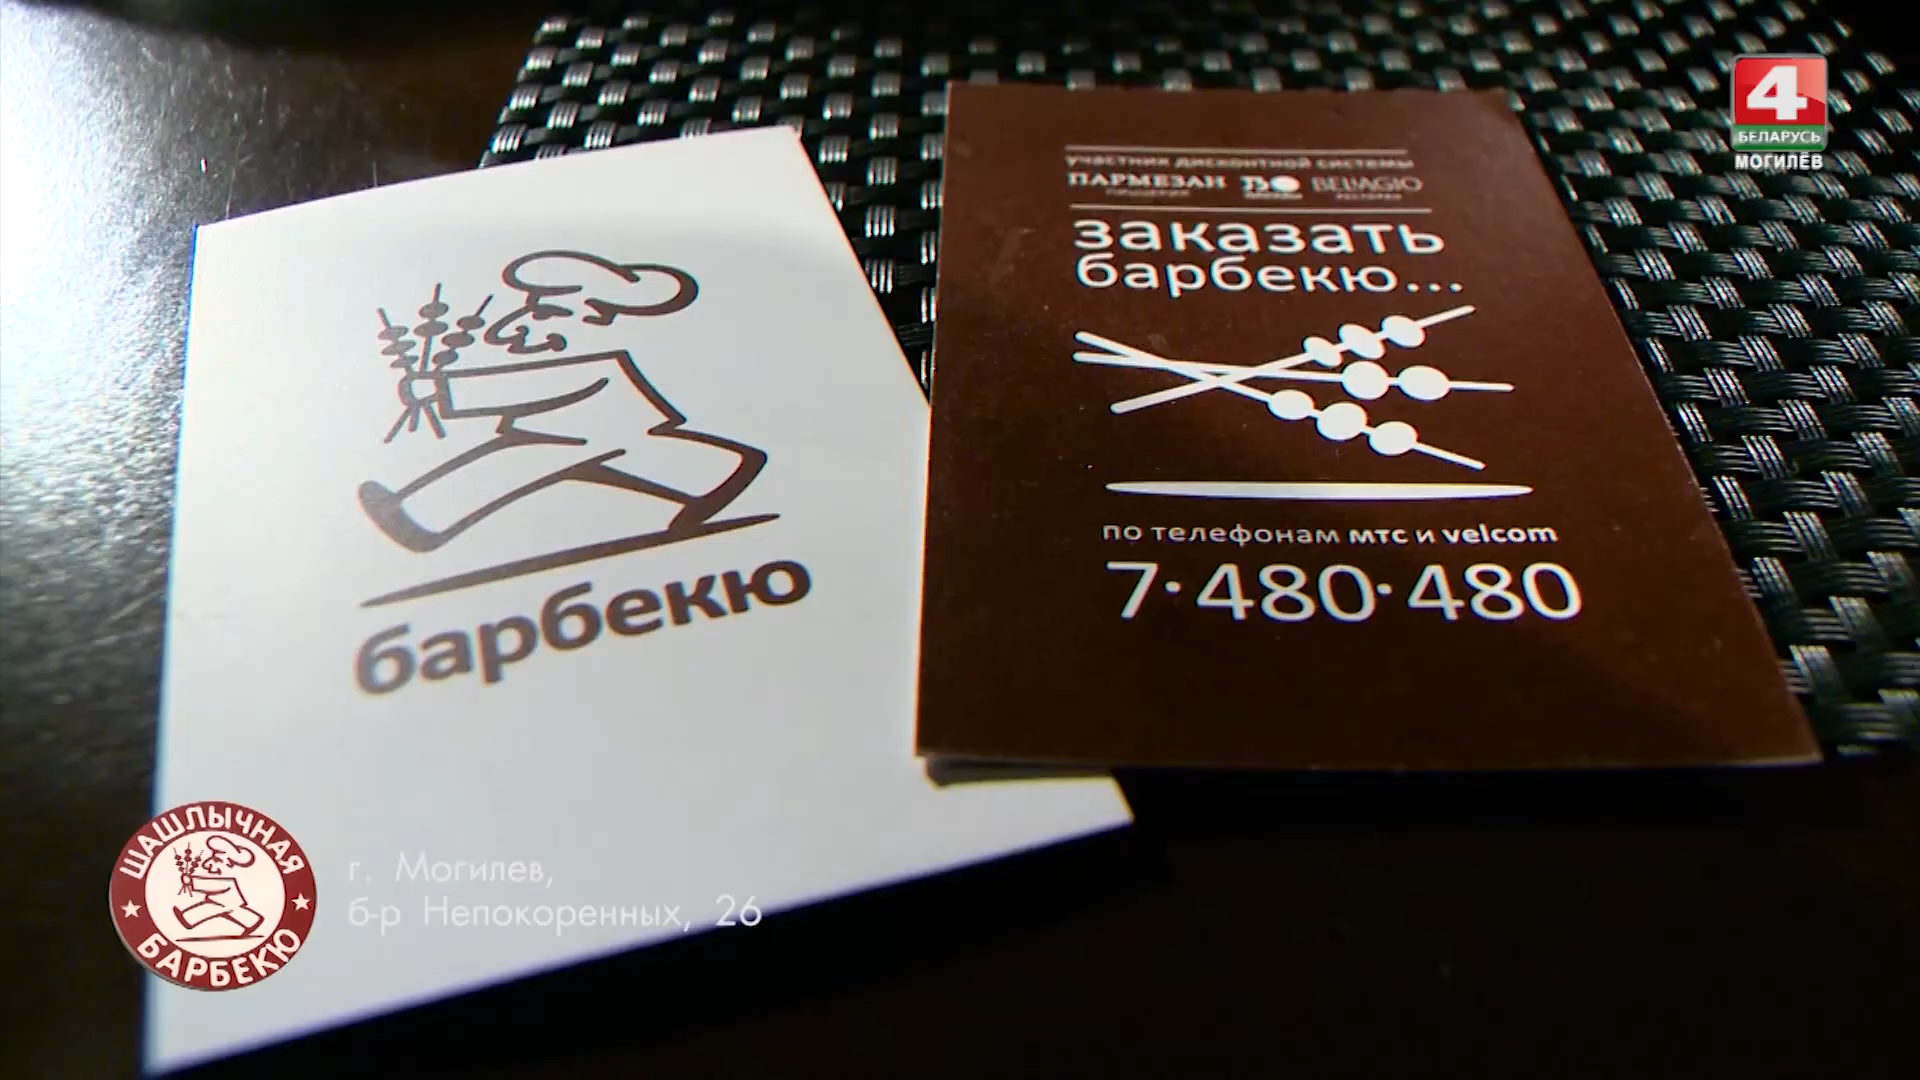 4
БЕЛАРУСЬ
МОГИЛЁВ
участник дисконтной системы
ПАРМЕЗАН BELLAGIO
заказать
барбекю...
по телефонам мтс и velcom
7·480·480
барбекю
ШАШЛЫЧНАЯ
БАРБЕКЮ
г. Могилев,
б-р Непокоренных, 26